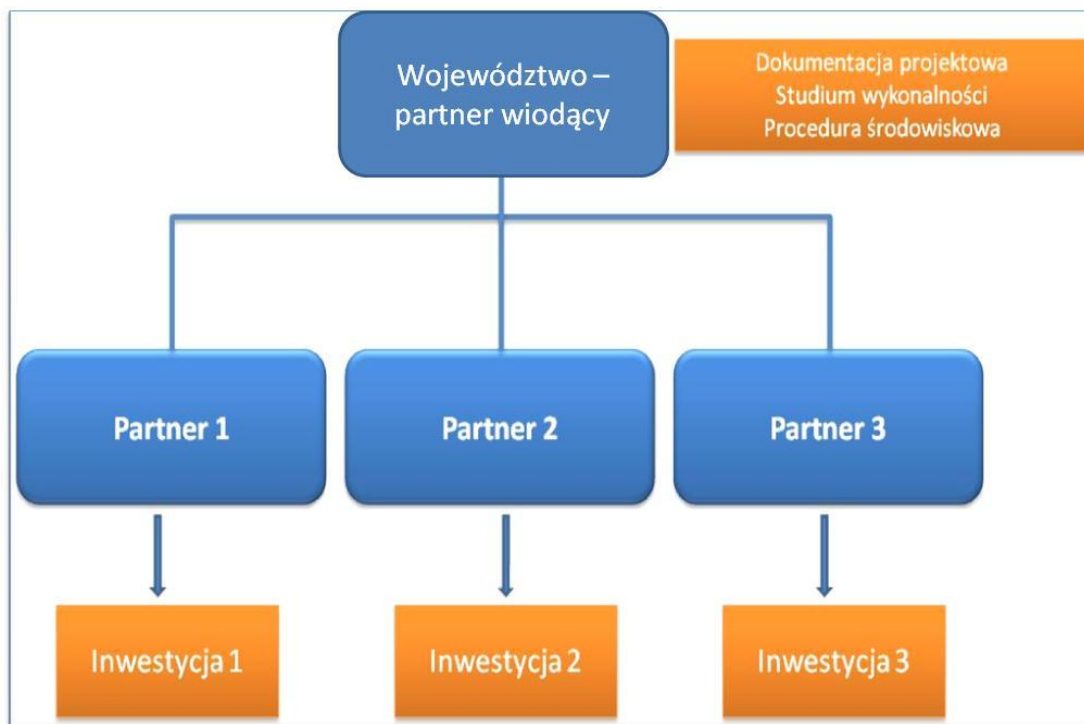 Województwo –
partner wiodący
Dokumentacja projektowa
Studium wykonalności
Procedura środowiskowa
Partner 1
Partner 2
Partner 3
Inwestycja 1
Inwestycja 2
Inwestycja 3